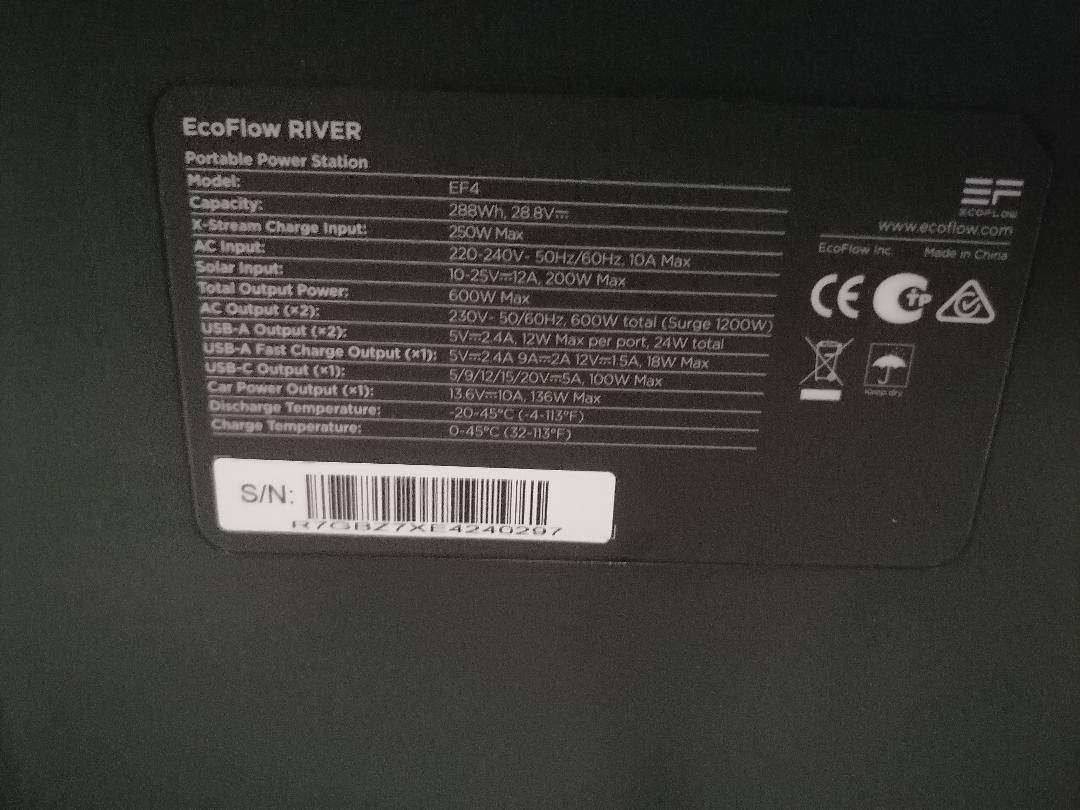 EcoFlow RIVER
Portable Power Station
Model: EF4
Capacity: 288Wh, 28.8V⎓
X-Stream Charge Input: 250W Max
AC Input: 220-240V~ 50Hz/60Hz, 10A Max
Solar Input: 10-25V⎓12A, 200W Max
Total Output Power: 600W Max
AC Output (×2): 230V~ 50/60Hz, 600W total (Surge 1200W)
USB-A Output (×2): 5V⎓2.4A, 12W Max per port, 24W total
USB-A Fast Charge Output (×1): 5V⎓2.4A 9A⎓2A 12V⎓1.5A, 18W Max
USB-C Output (×1): 5/9/12/15/20V⎓5A, 100W Max
Car Power Output (×1): 13.6V⎓10A, 136W Max
Discharge Temperature: -20-45°C (-4-113°F)
Charge Temperature: 0-45°C (32-113°F)
S/N:
R7GBZ7XE4240297
EF
ECOFLOW
www.ecoflow.com
EcoFlow Inc. Made in China
CE
Keep dry